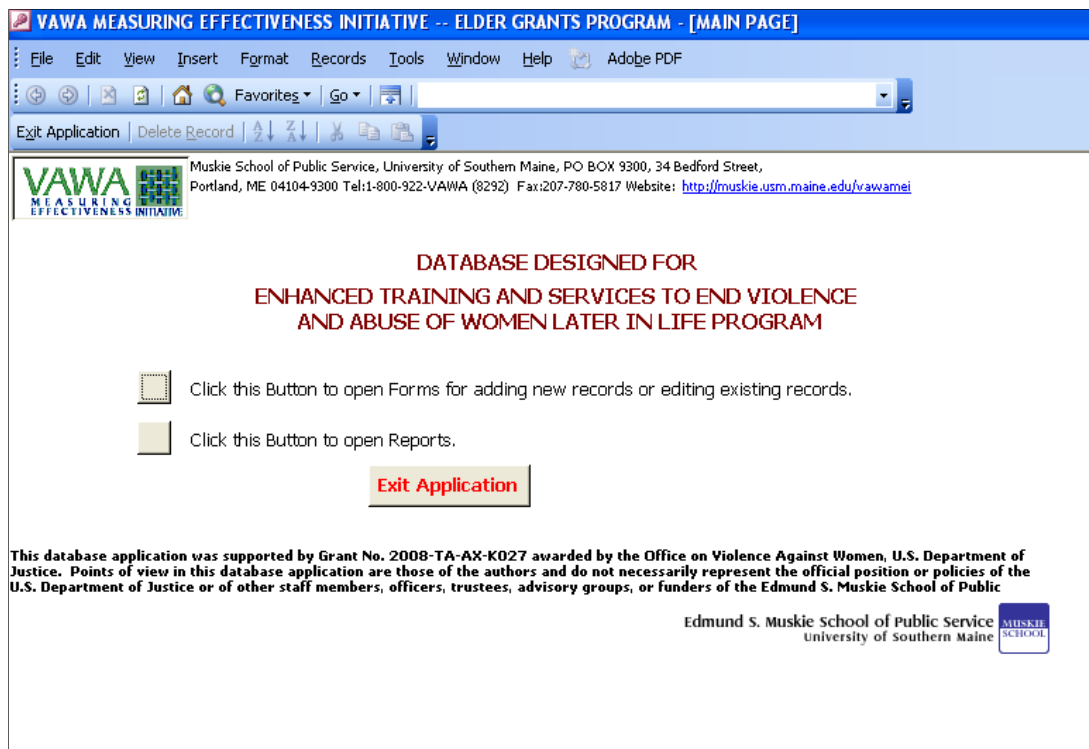 VAWA MEASURING EFFECTIVENESS INITIATIVE -- ELDER GRANTS PROGRAM - [MAIN PAGE]
File Edit View Insert Format Records Tools Window Help Adobe PDF
Favorites Go
Exit Application Delete Record
VAWA
MEASURING
EFFECTIVENESS INITIATIVE
Muskie School of Public Service, University of Southern Maine, PO BOX 9300, 34 Bedford Street,
Portland, ME 04104-9300 Tel:1-800-922-VAWA (8292) Fax:207-780-5817 Website: http://muskie.usm.maine.edu/vawamei
DATABASE DESIGNED FOR
ENHANCED TRAINING AND SERVICES TO END VIOLENCE
AND ABUSE OF WOMEN LATER IN LIFE PROGRAM
Click this Button to open Forms for adding new records or editing existing records.
Click this Button to open Reports.
Exit Application
This database application was supported by Grant No. 2008-TA-AX-K027 awarded by the Office on Violence Against Women, U.S. Department of
Justice. Points of view in this database application are those of the authors and do not necessarily represent the official position or policies of the
U.S. Department of Justice or of other staff members, officers, trustees, advisory groups, or funders of the Edmund S. Muskie School of Public
Edmund S. Muskie School of Public Service
University of Southern Maine
MUSKIE
SCHOOL